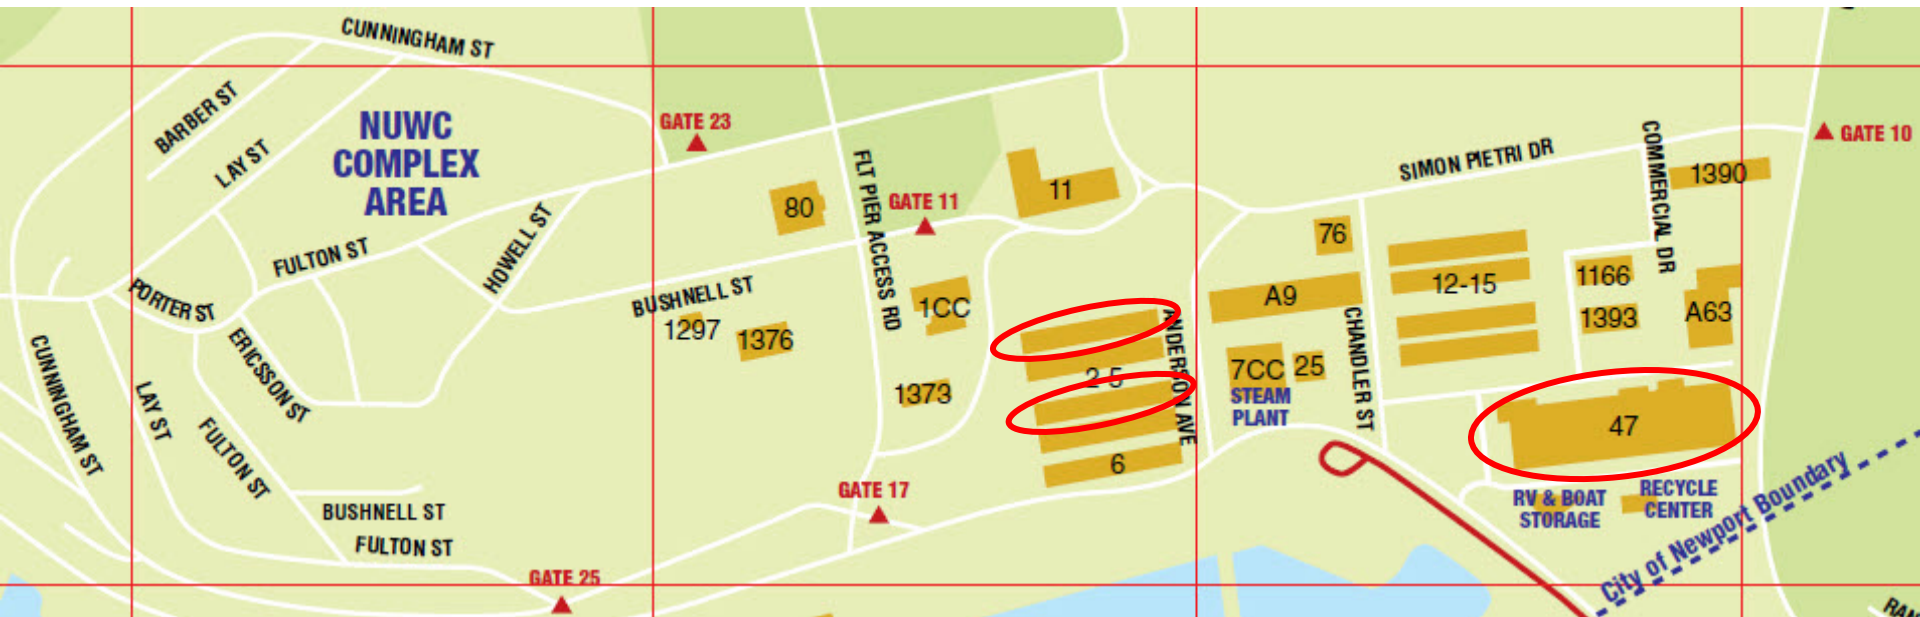 CUNNINGHAM ST
BARBER ST
LAY ST
NUWC
COMPLEX
AREA
GATE 23
FLT PIER ACCESS RD
GATE 11
11
80
SIMON PIETRI DR
COMMERCIAL DR
GATE 10
1390
HOWELL ST
FULTON ST
PORTER ST
BUSHNELL ST
1297
1376
1CC
1373
ANDERSON AVE
2-5
6
76
A9
12-15
1166
1393
A63
7CC
25
STEAM
PLANT
CHANDLER ST
47
CUNNINGHAM ST
LAY ST
ERICSSON ST
FULTON ST
BUSHNELL ST
FULTON ST
GATE 17
GATE 25
RV & BOAT
STORAGE
RECYCLE
CENTER
City of Newport Boundary